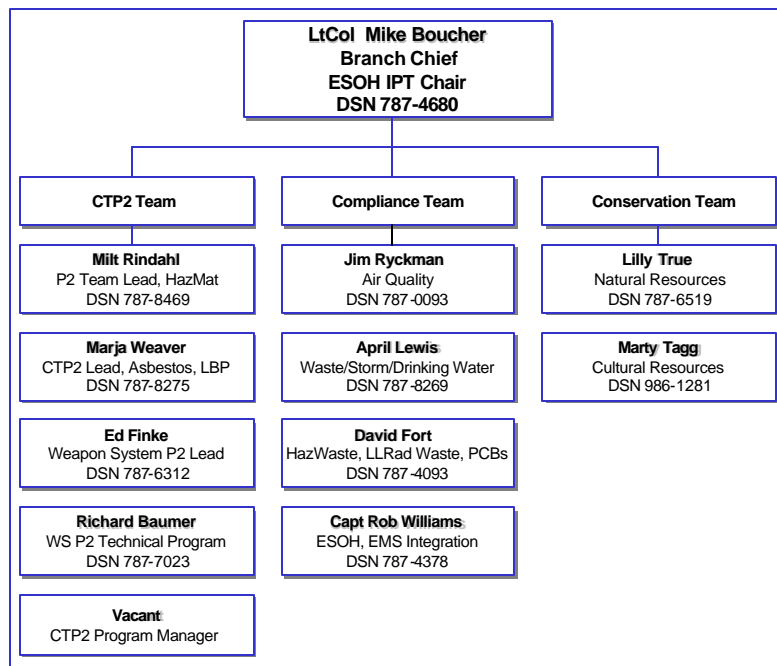 LtCol Mike Boucher
Branch Chief
ESOH IPT Chair
DSN 787-4680
CTP2 Team
Milt Rindahl
P2 Team Lead, HazMat
DSN 787-8469
Marja Weaver
CTP2 Lead, Asbestos, LBP
DSN 787-8275
Ed Finke
Weapon System P2 Lead
DSN 787-6312
Richard Baumer
WS P2 Technical Program
DSN 787-7023
Vacant
CTP2 Program Manager
Compliance Team
Jim Ryckman
Air Quality
DSN 787-0093
April Lewis
Waste/Storm/Drinking Water
DSN 787-8269
David Fort
HazWaste, LLRad Waste, PCBs
DSN 787-4093
Capt Rob Williams
ESOH, EMS Integration
DSN 787-4378
Conservation Team
Lilly True
Natural Resources
DSN 787-6519
Marty Tagg
Cultural Resources
DSN 986-1281